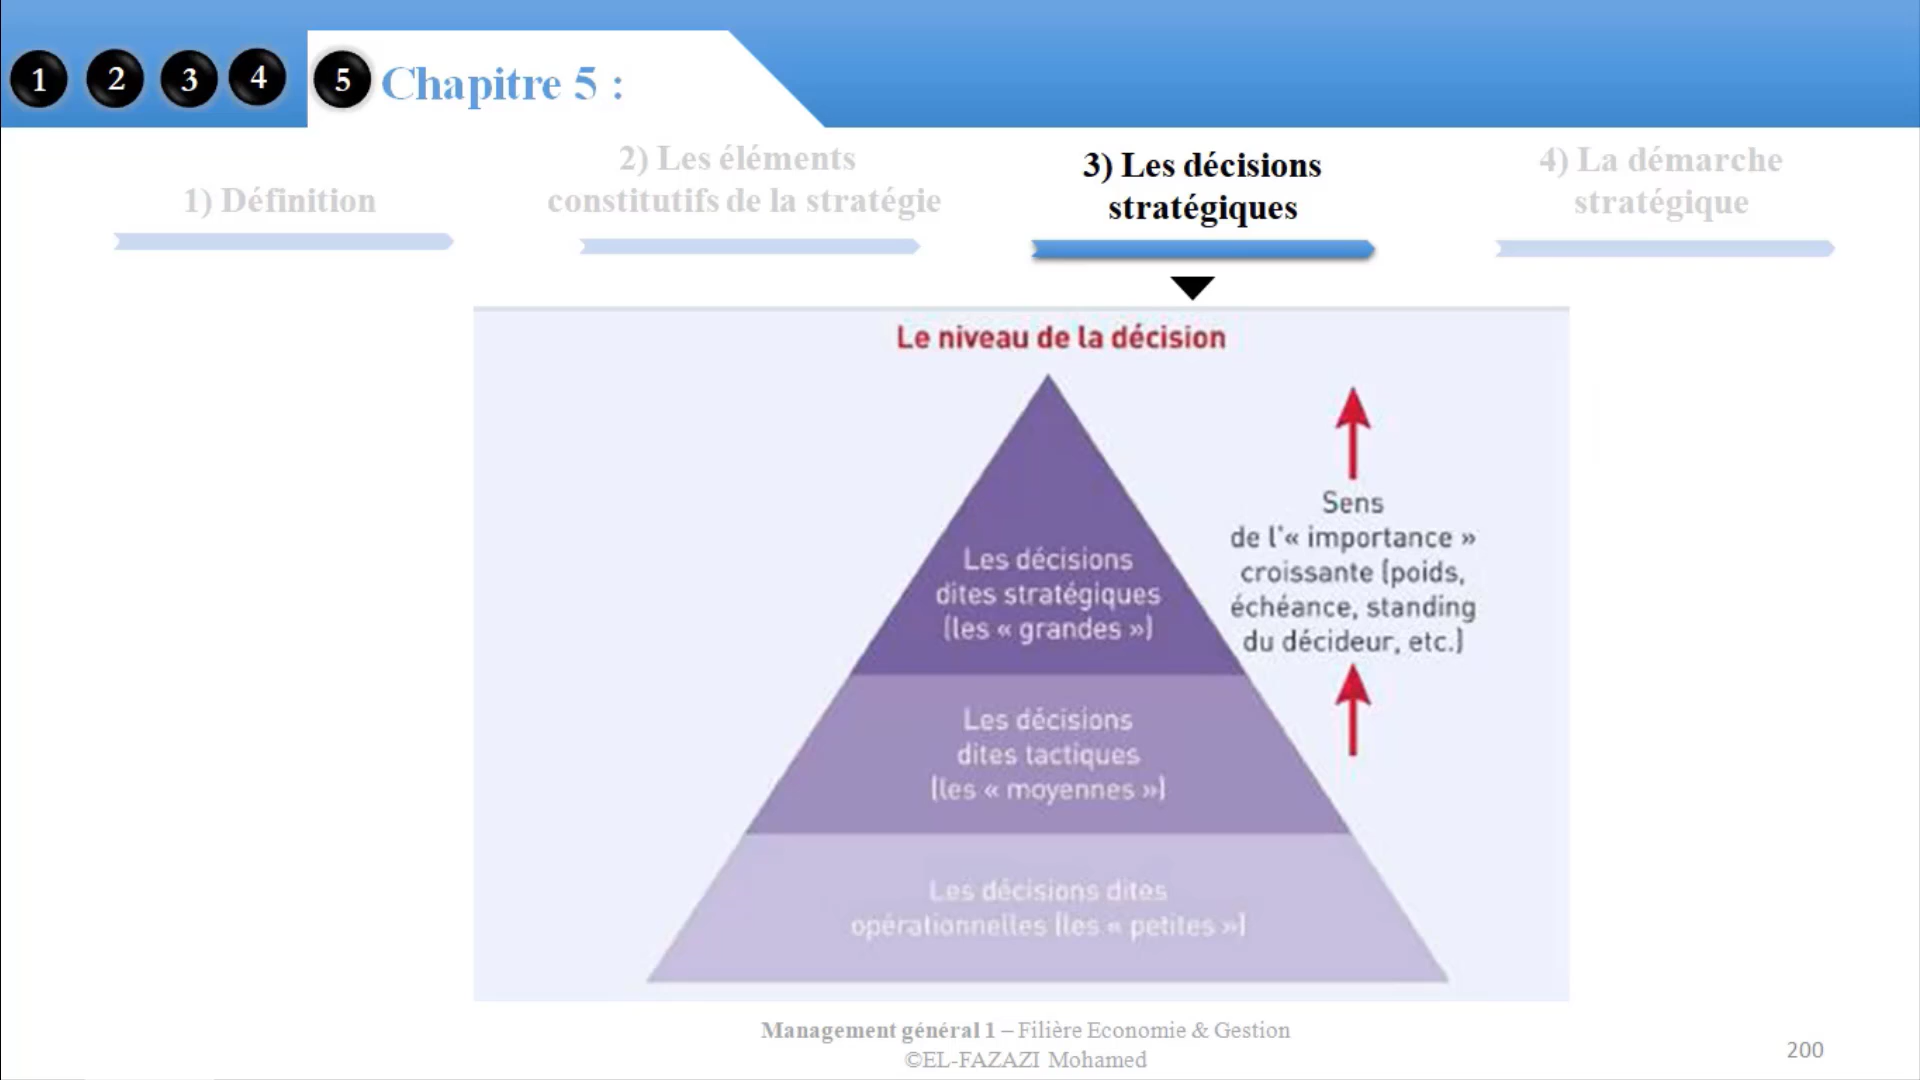 1 2 3 4 5 Chapitre 5 :
1) Définition
2) Les éléments
constitutifs de la stratégie
3) Les décisions
stratégiques
4) La démarche
stratégique
Le niveau de la décision
Les décisions
dites stratégiques
(les « grandes »)
Les décisions
dites tactiques
(les « moyennes »)
Les décisions dites
opérationnelles (les « petites »)
Sens
de l'« importance »
croissante (poids,
échéance, standing
du décideur, etc.)
Management général 1 – Filière Economie & Gestion
©EL-FAZAZI Mohamed
200